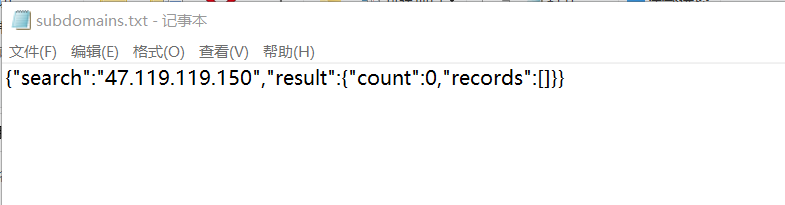 subdomains.txt - 记事本
文件(F) 编辑(E) 格式(O) 查看(V) 帮助(H)
{"search":"47.119.119.150","result":{"count":0,"records":[]}}